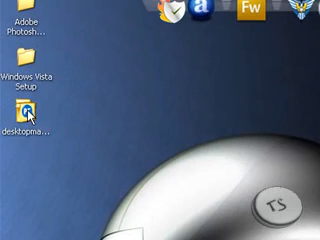 Adobe
Photosh...
Fw
Windows Vista
Setup
desktopma...
TS